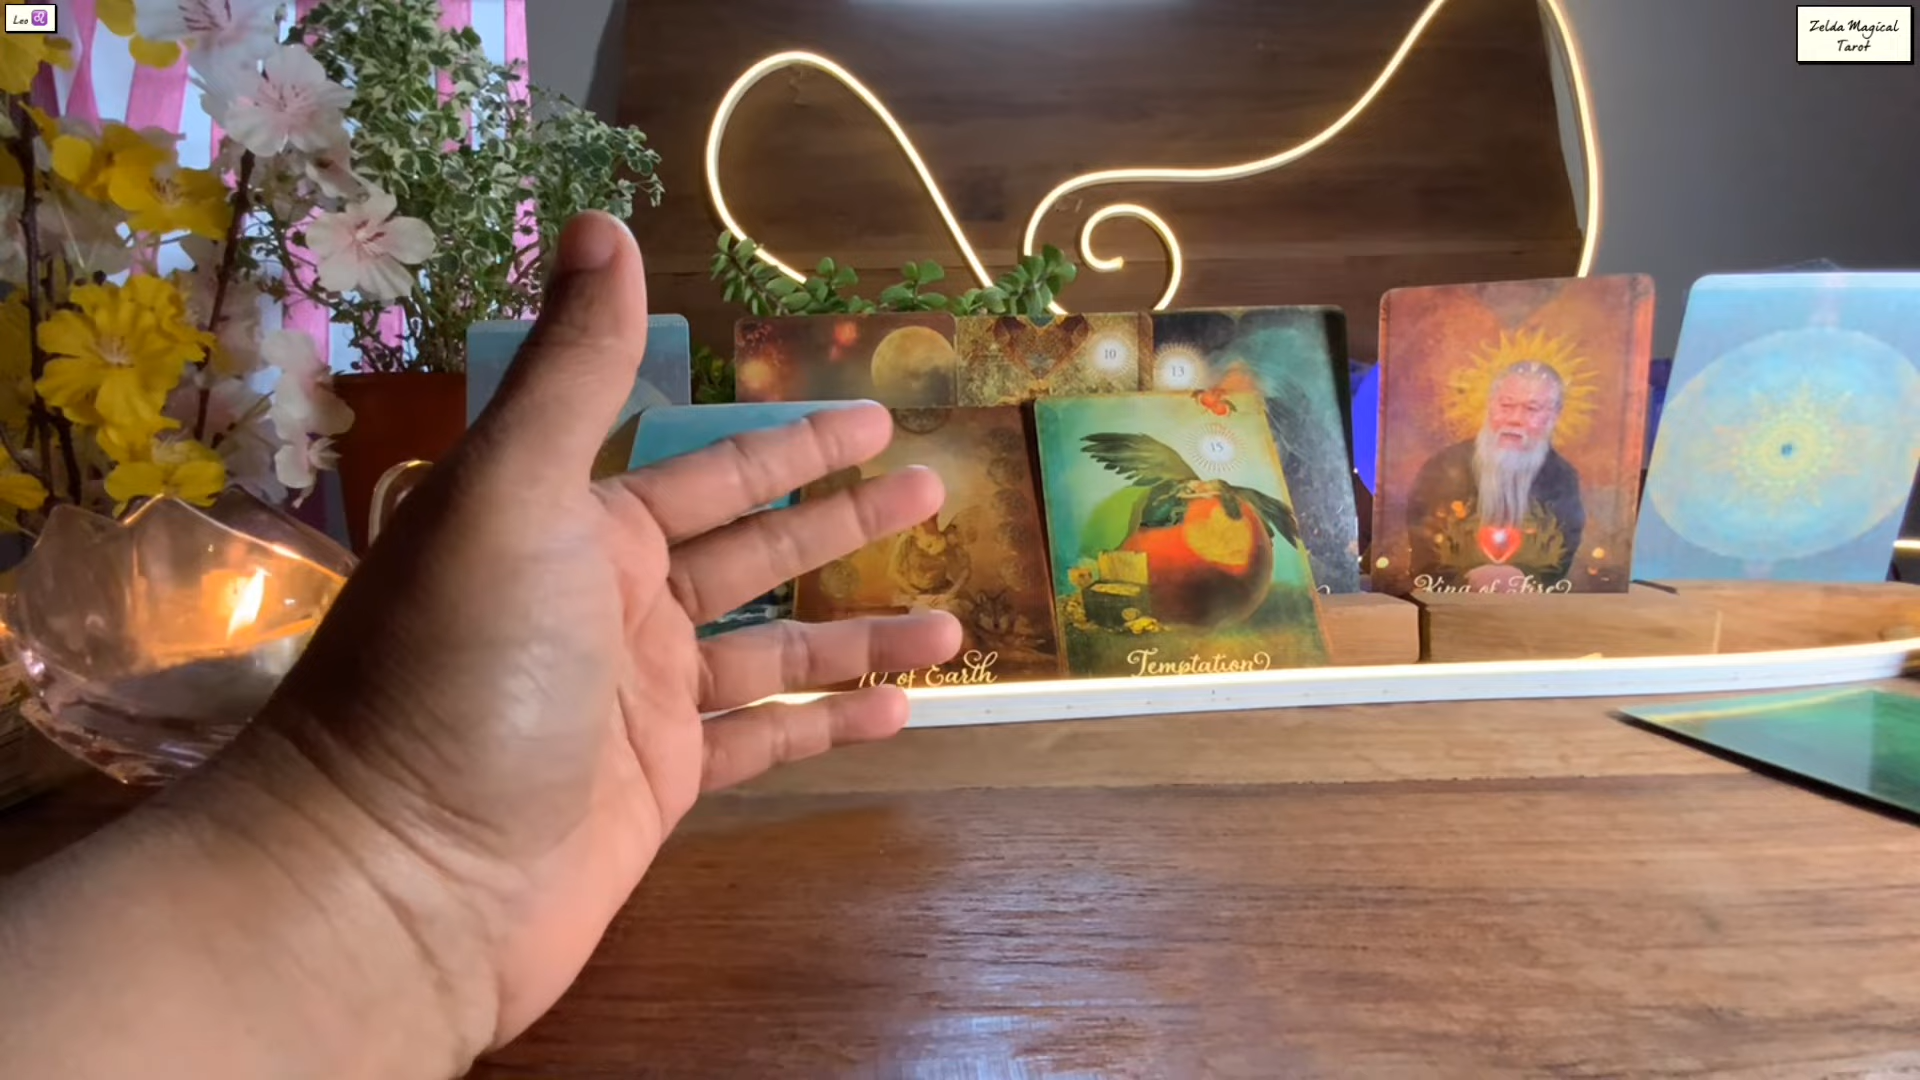 Leo ♌
Zelda Magical
Tarot
10
13
15
King of Fire
of Earth
Temptation